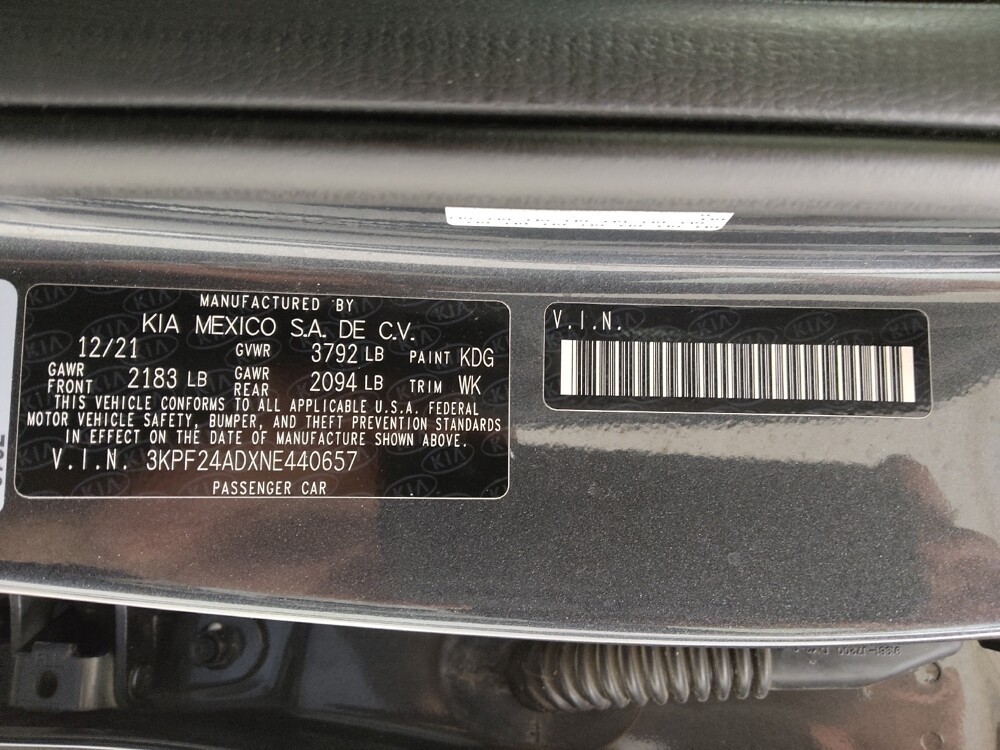 MANUFACTURED BY
KIA MEXICO S.A. DE C.V.
12/21 GVWR 3792 LB PAINT KDG
GAWR FRONT 2183 LB GAWR REAR 2094 LB TRIM WK
THIS VEHICLE CONFORMS TO ALL APPLICABLE U.S.A. FEDERAL
MOTOR VEHICLE SAFETY, BUMPER, AND THEFT PREVENTION STANDARDS
IN EFFECT ON THE DATE OF MANUFACTURE SHOWN ABOVE.
V.I.N. 3KPF24ADXNE440657
PASSENGER CAR
V.I.N.